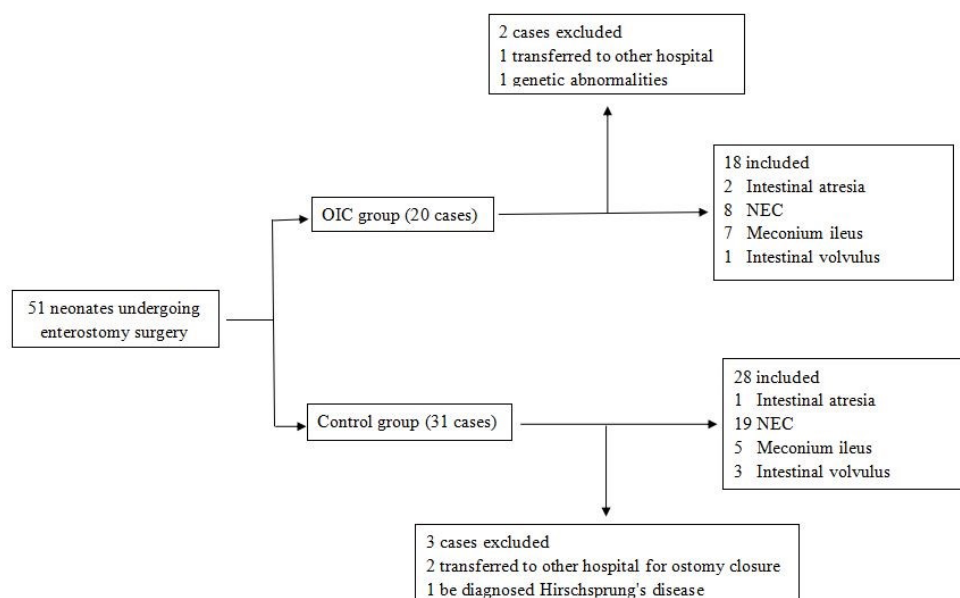 2 cases excluded
1 transferred to other hospital
1 genetic abnormalities
18 included
2 Intestinal atresia
8 NEC
7 Meconium ileus
1 Intestinal volvulus
OIC group (20 cases)
51 neonates undergoing
enterostomy surgery
Control group (31 cases)
28 included
1 Intestinal atresia
19 NEC
5 Meconium ileus
3 Intestinal volvulus
3 cases excluded
2 transferred to other hospital for ostomy closure
1 be diagnosed Hirschsprung's disease